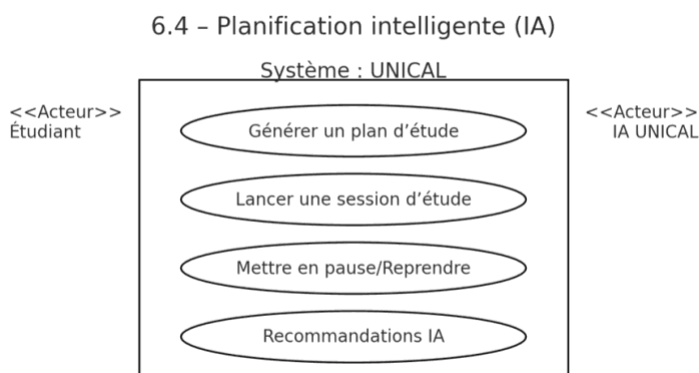 6.4 – Planification intelligente (IA)
Système : UNICAL
<<Acteur>>
Étudiant
<<Acteur>>
IA UNICAL
Générer un plan d’étude
Lancer une session d’étude
Mettre en pause/Reprendre
Recommandations IA